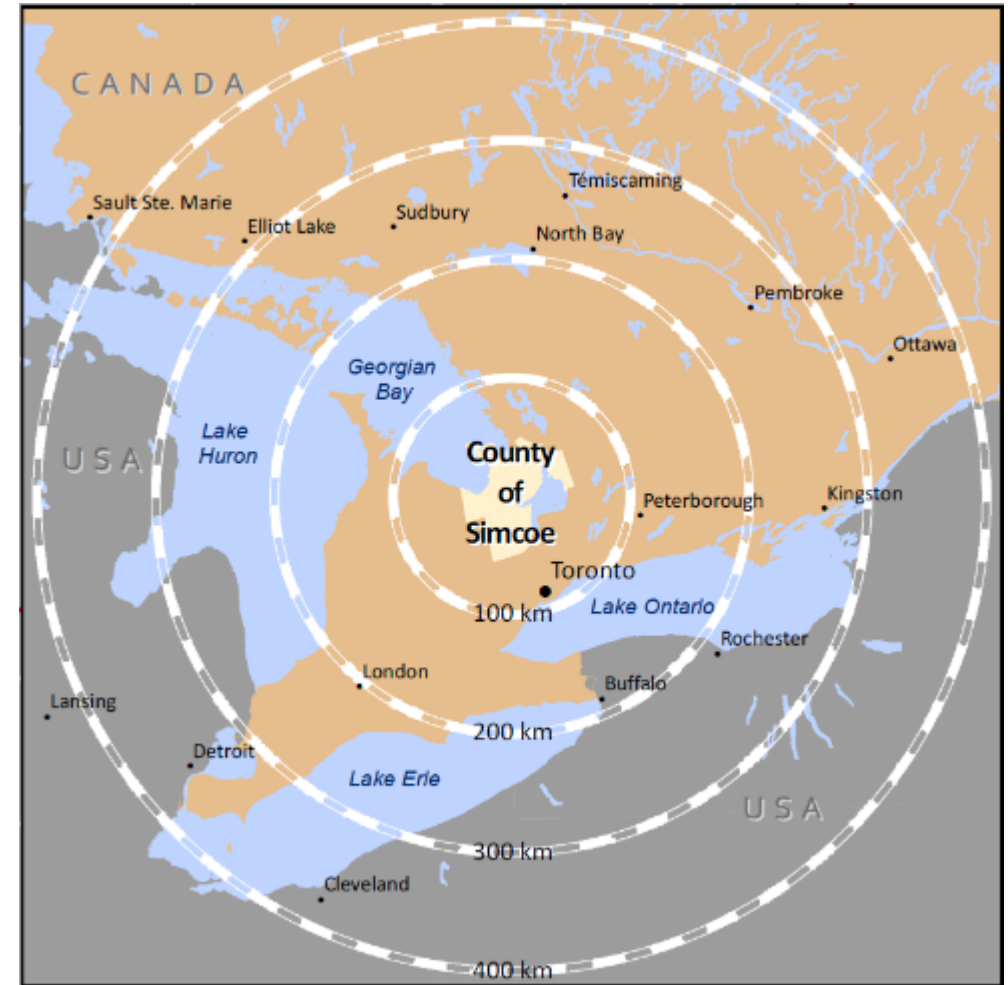 CANADA
Témiscaming
Sault Ste. Marie
Sudbury
Elliot Lake
North Bay
Pembroke
Ottawa
Georgian
Bay
Lake
Huron
USA
County
of
Simcoe
Peterborough
Kingston
Toronto
Lake Ontario
100 km
Rochester
London
Buffalo
Lansing
200 km
Detroit
Lake Erie
USA
300 km
Cleveland
400 km